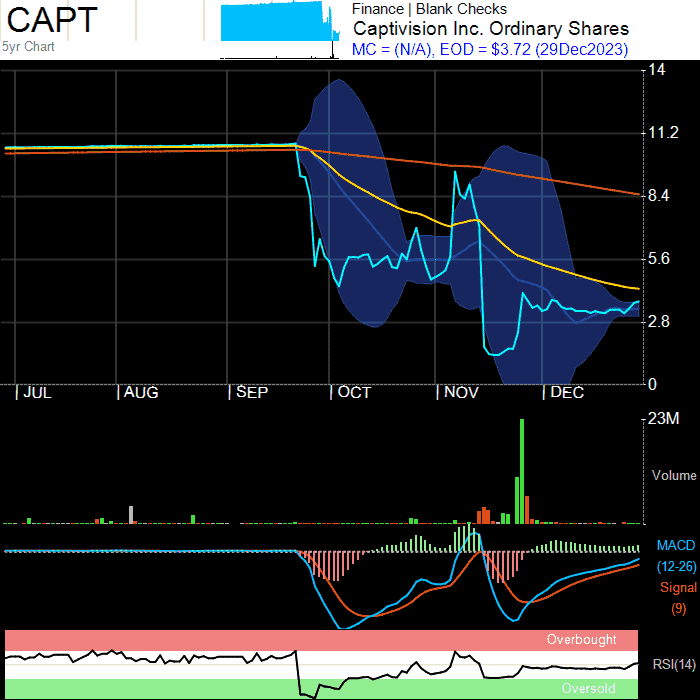 CAPT
5yr Chart
Finance | Blank Checks
Captivision Inc. Ordinary Shares
MC = (N/A), EOD = $3.72 (29Dec2023)
14
11.2
8.4
5.6
2.8
0
JUL AUG SEP OCT NOV DEC
23M
Volume
MACD
(12-26)
Signal
(9)
Overbought
RSI(14)
Oversold